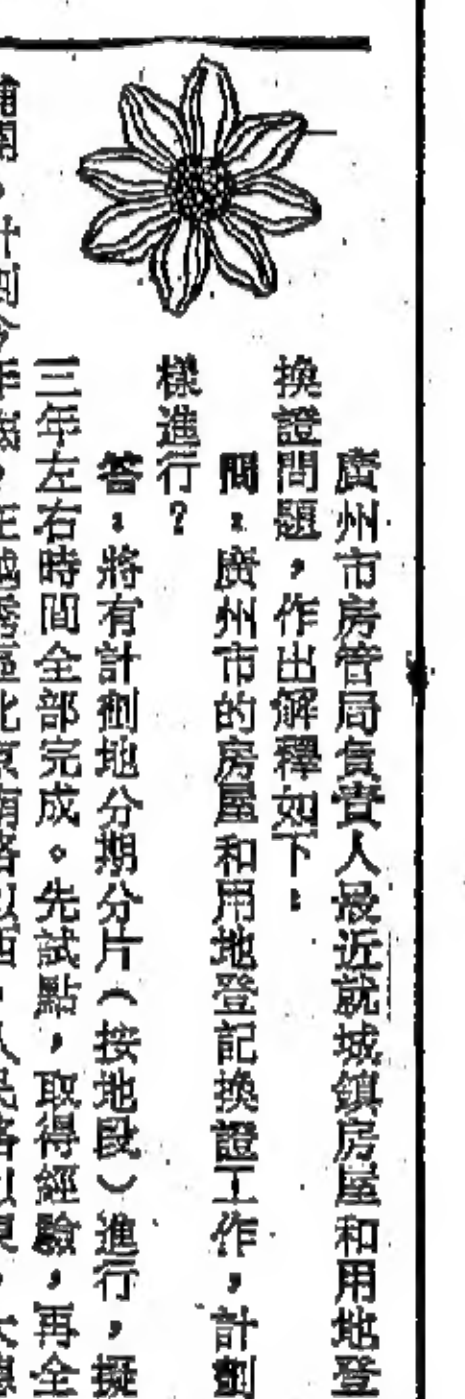 廣州市房管局負責人最近就城鎮房屋和用地登
換證問題，作出解釋如下：
問：廣州市的房屋和用地登記換證工作，計劃
樣進行？
答：將有計劃地分期分片（按地段）進行，擬
三年左右時間全部完成。先試點，取得經驗，再全